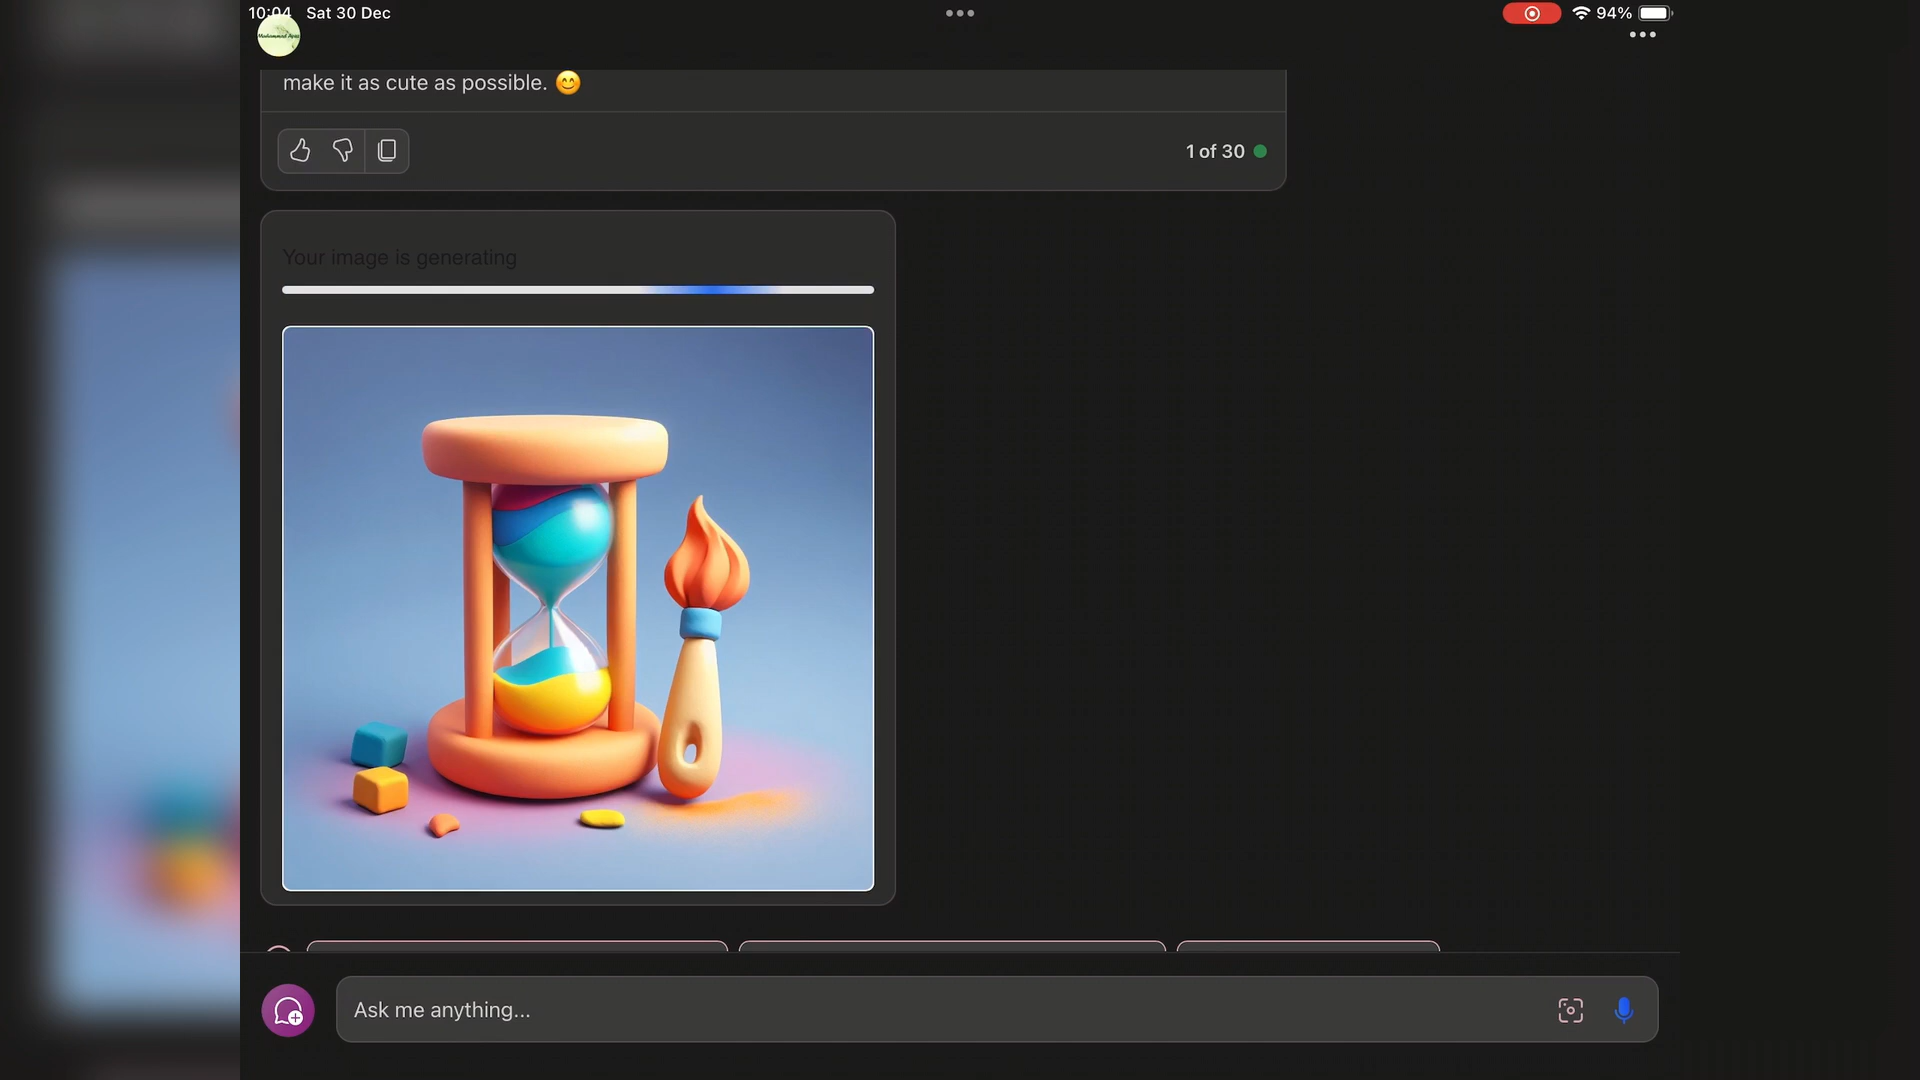 10:04 Sat 30 Dec
94%
make it as cute as possible. 😊
1 of 30
Your image is generating
Ask me anything...